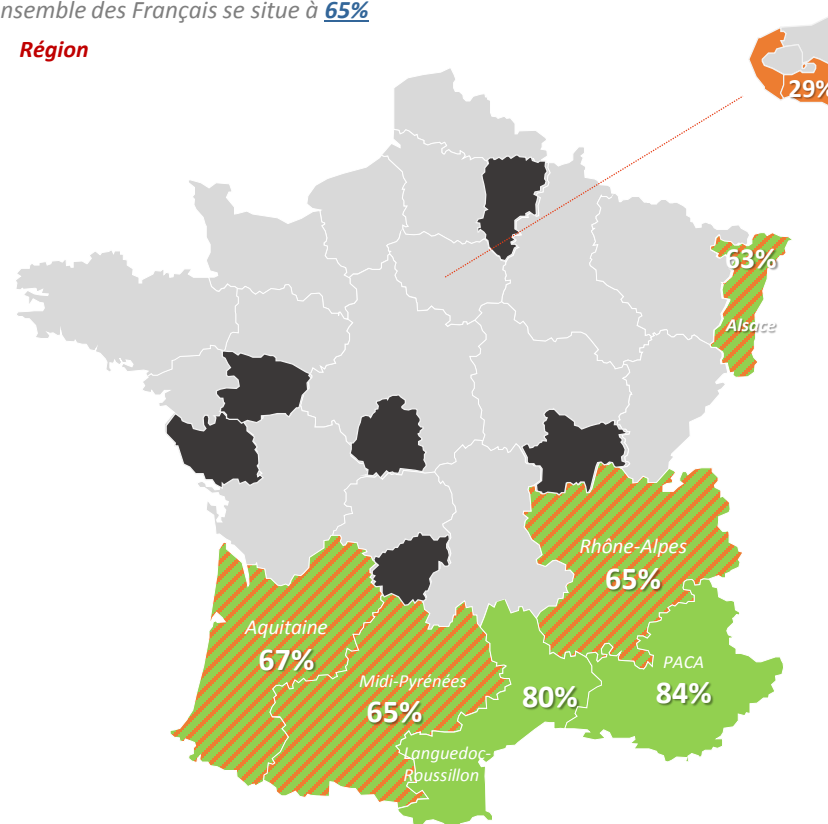 nsemble des Français se situe à 65%
Région
29%
63%
Alsace
Rhône-Alpes
65%
Aquitaine
67%
Midi-Pyrénées
65%
PACA
84%
80%
Languedoc-
Roussillon